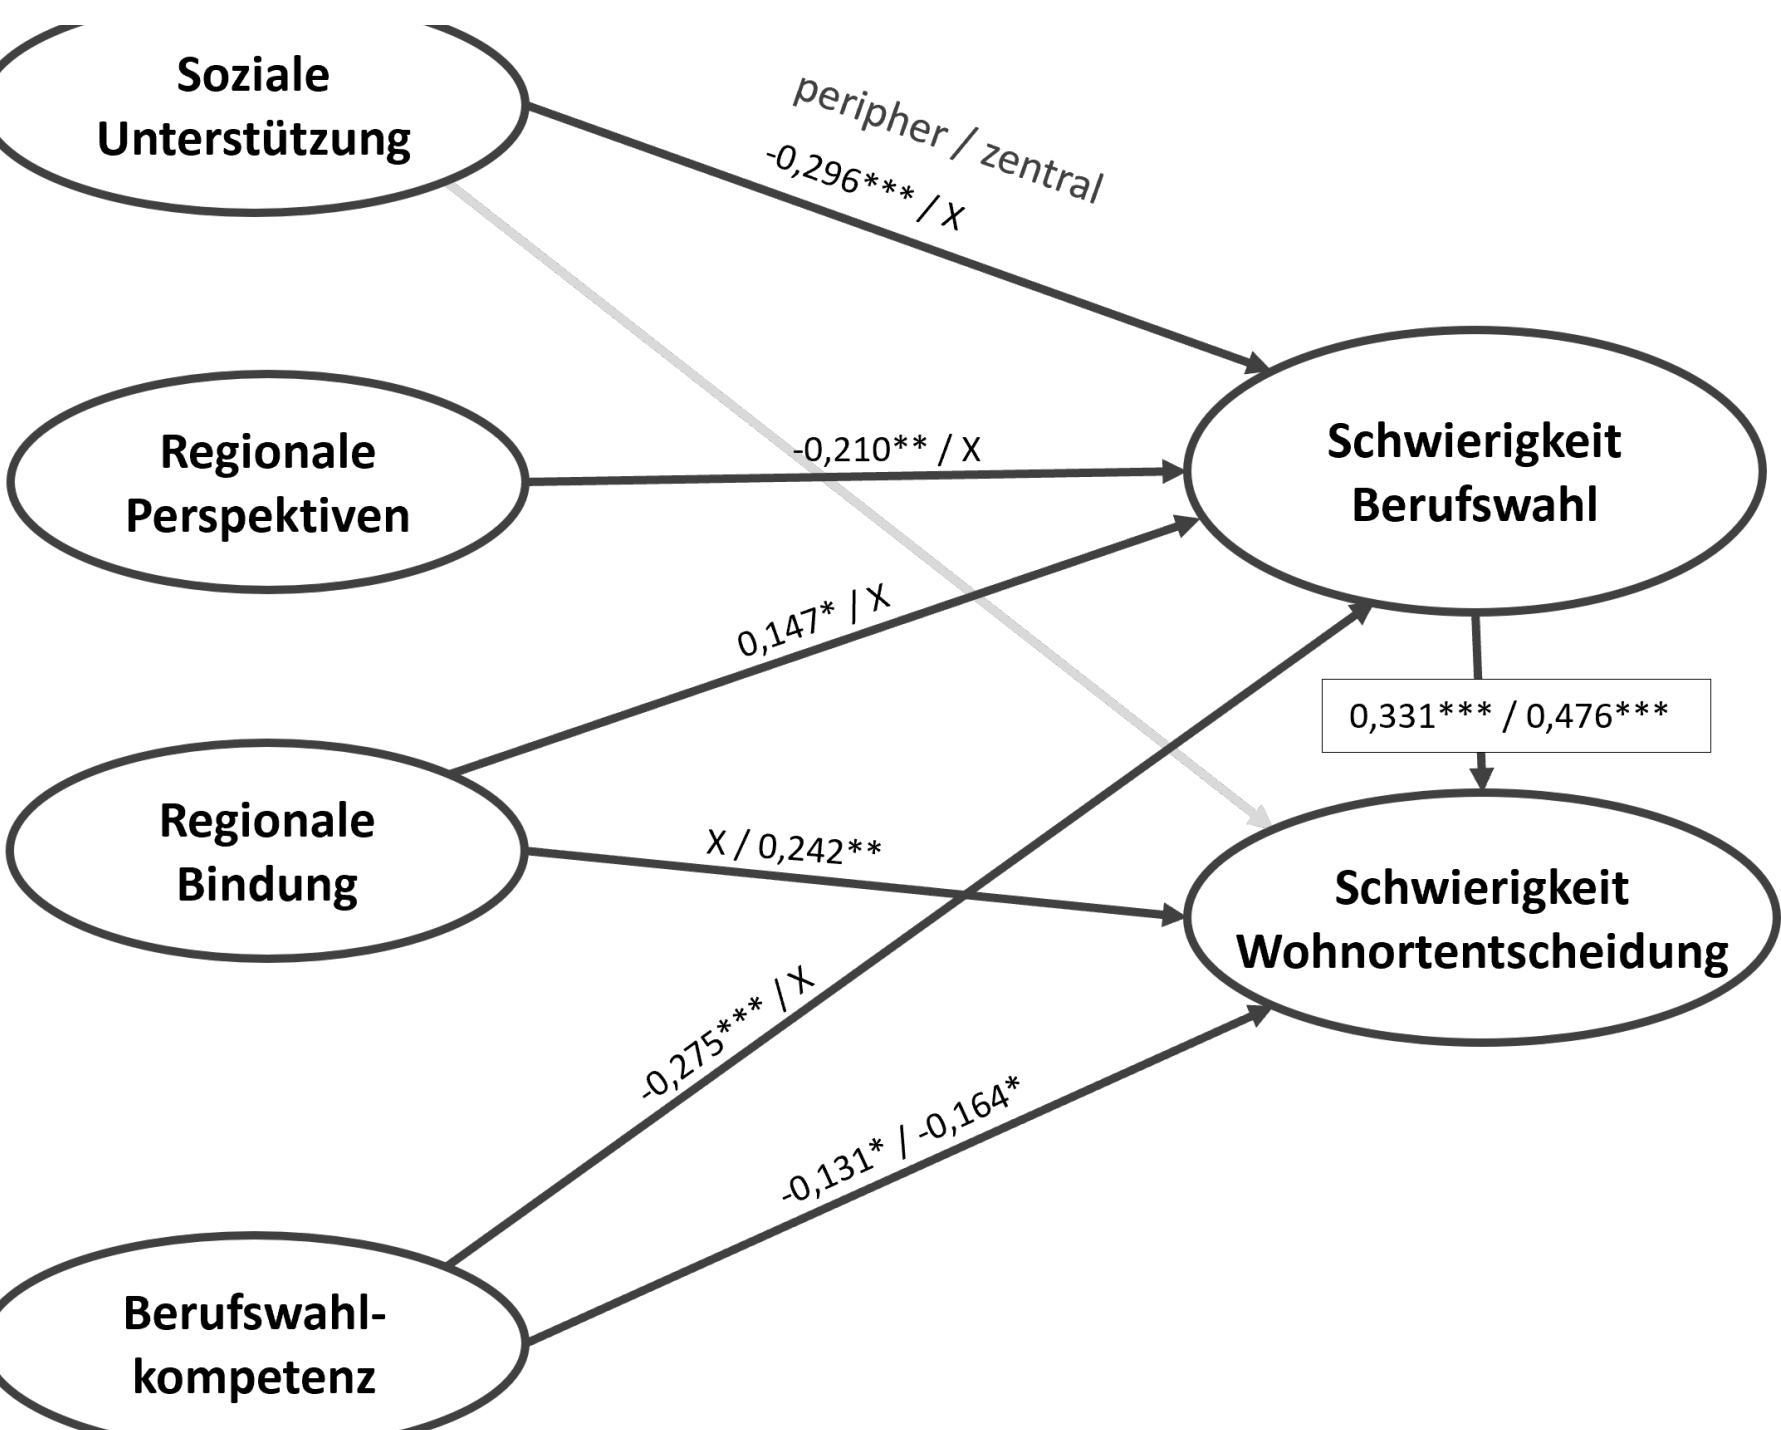 Soziale
Unterstützung
peripher / zentral
-0,296*** / X
Regionale
Perspektiven
-0,210** / X
Schwierigkeit
Berufswahl
0,147* / X
0,331*** / 0,476***
Regionale
Bindung
X / 0,242**
Schwierigkeit
Wohnortentscheidung
-0,275*** / X
-0,131* / -0,164*
Berufswahl-
kompetenz